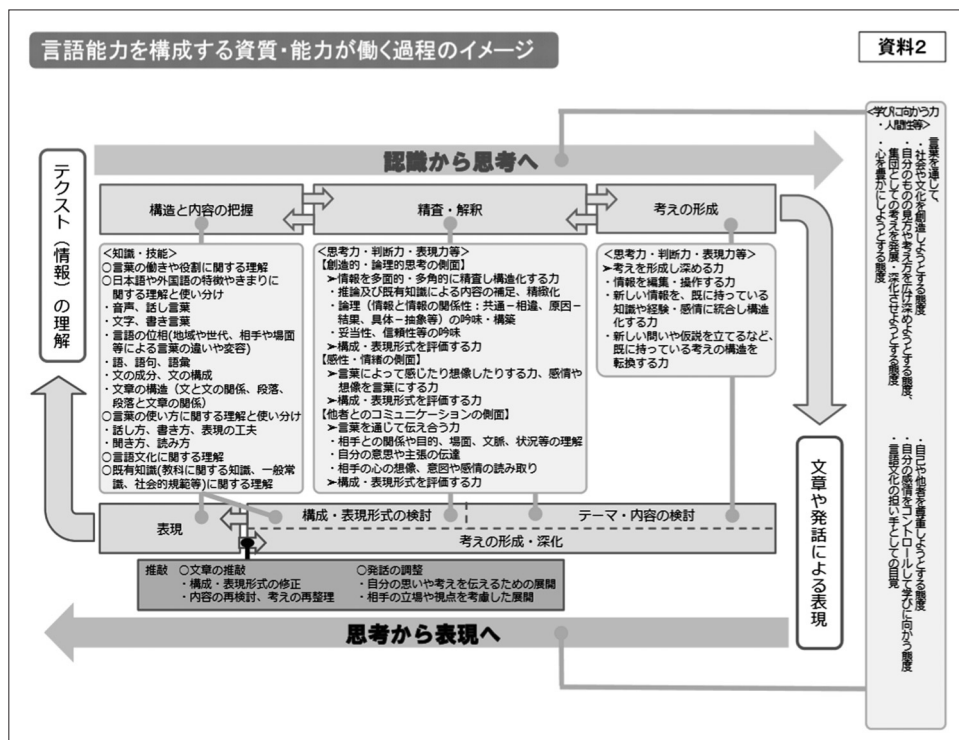 言語能力を構成する資質・能力が働く過程のイメージ
資料2
認識から思考へ
テクスト(情報)の理解
構造と内容の把握
精査・解釈
考えの形成
<知識・技能>
○言葉の働きや役割に関する理解
○日本語や外国語の特徴やきまりに
関する理解と使い分け
・音声、話し言葉
・文字、書き言葉
・言語の位相(地域や世代、相手や場面
等による言葉の違いや変容)
・語、語句、語彙
・文の成分、文の構成
・文章の構造(文と文の関係、段落、
段落と文章の関係)
○言葉の使い方に関する理解と使い分け
・話し方、書き方、表現の工夫
・聞き方、読み方
○言語文化に関する理解
○既有知識(教科に関する知識、一般常
識、社会的規範等)に関する理解
<思考力・判断力・表現力等>
【創造的・論理的思考の側面】
➢情報を多面的・多角的に精査し構造化する力
・推論及び既有知識による内容の補足、精緻化
・論理(情報と情報の関係性:共通−相違、原因−
結果、具体−抽象等)の吟味・構築
・妥当性、信頼性等の吟味
➢構成・表現形式を評価する力
【感性・情緒の側面】
➢言葉によって感じたり想像したりする力、感情や
想像を言葉にする力
➢構成・表現形式を評価する力
【他者とのコミュニケーションの側面】
➢言葉を通じて伝え合う力
・相手との関係や目的、場面、文脈、状況等の理解
・自分の意思や主張の伝達
・相手の心の想像、意図や感情の読み取り
➢構成・表現形式を評価する力
<思考力・判断力・表現力等>
➢考えを形成し深める力
・情報を編集・操作する力
・新しい情報を、既に持っている
知識や経験・感情に統合し構造
化する力
・新しい問いや仮説を立てるなど、
既に持っている考えの構造を
転換する力
表現
構成・表現形式の検討
テーマ・内容の検討
考えの形成・深化
推敲 ○文章の推敲
・構成・表現形式の修正
・内容の再検討、考えの再整理
○発話の調整
・自分の思いや考えを伝えるための展開
・相手の立場や視点を考慮した展開
文章や発話による表現
思考から表現へ
<学びに向かう力
・人間性等>
言葉を通して、
・社会や文化を創造しようとする態度
・自分のものの見方や考え方を広げ深めようとする態度、
集団としての考えを発展・深化させようとする態度
・心を豊かにしようとする態度
・自己や他者を尊重しようとする態度
・自分の感情をコントロールして学びに向かう態度
・言語文化の担い手としての自覚